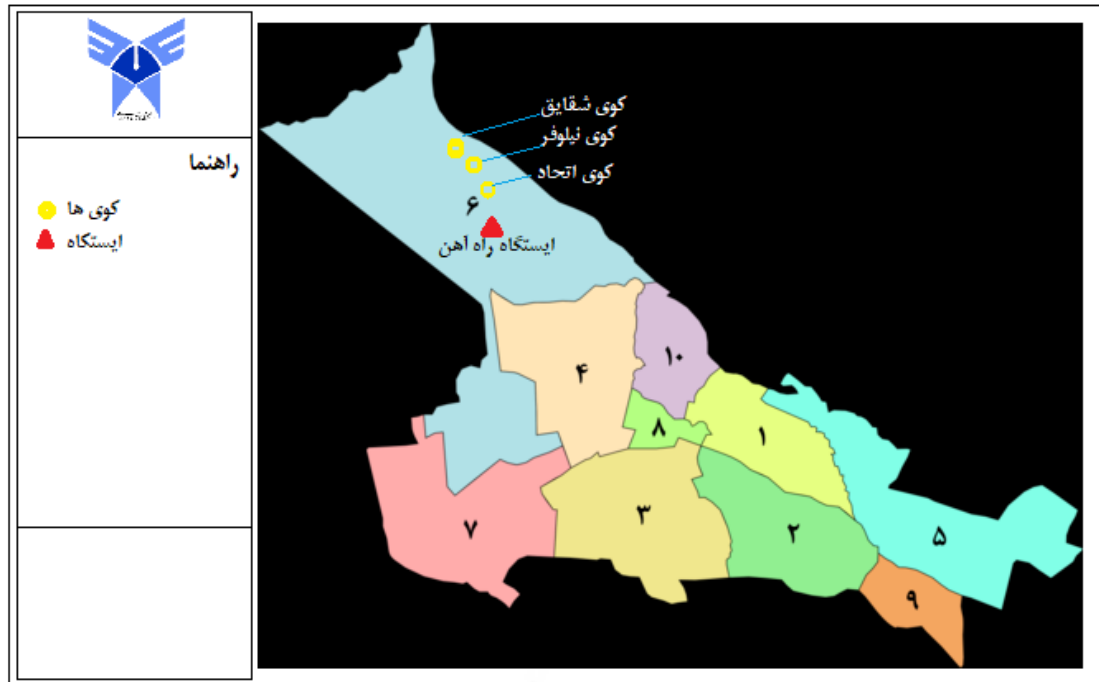 راهنما
کوی ها
ایستگاه
کوی شقایق
کوی نیلوفر
کوی اتحاد
۶
ایستگاه راه آهن
۱۰
۴
۸
۱
۷
۳
۲
۵
۹